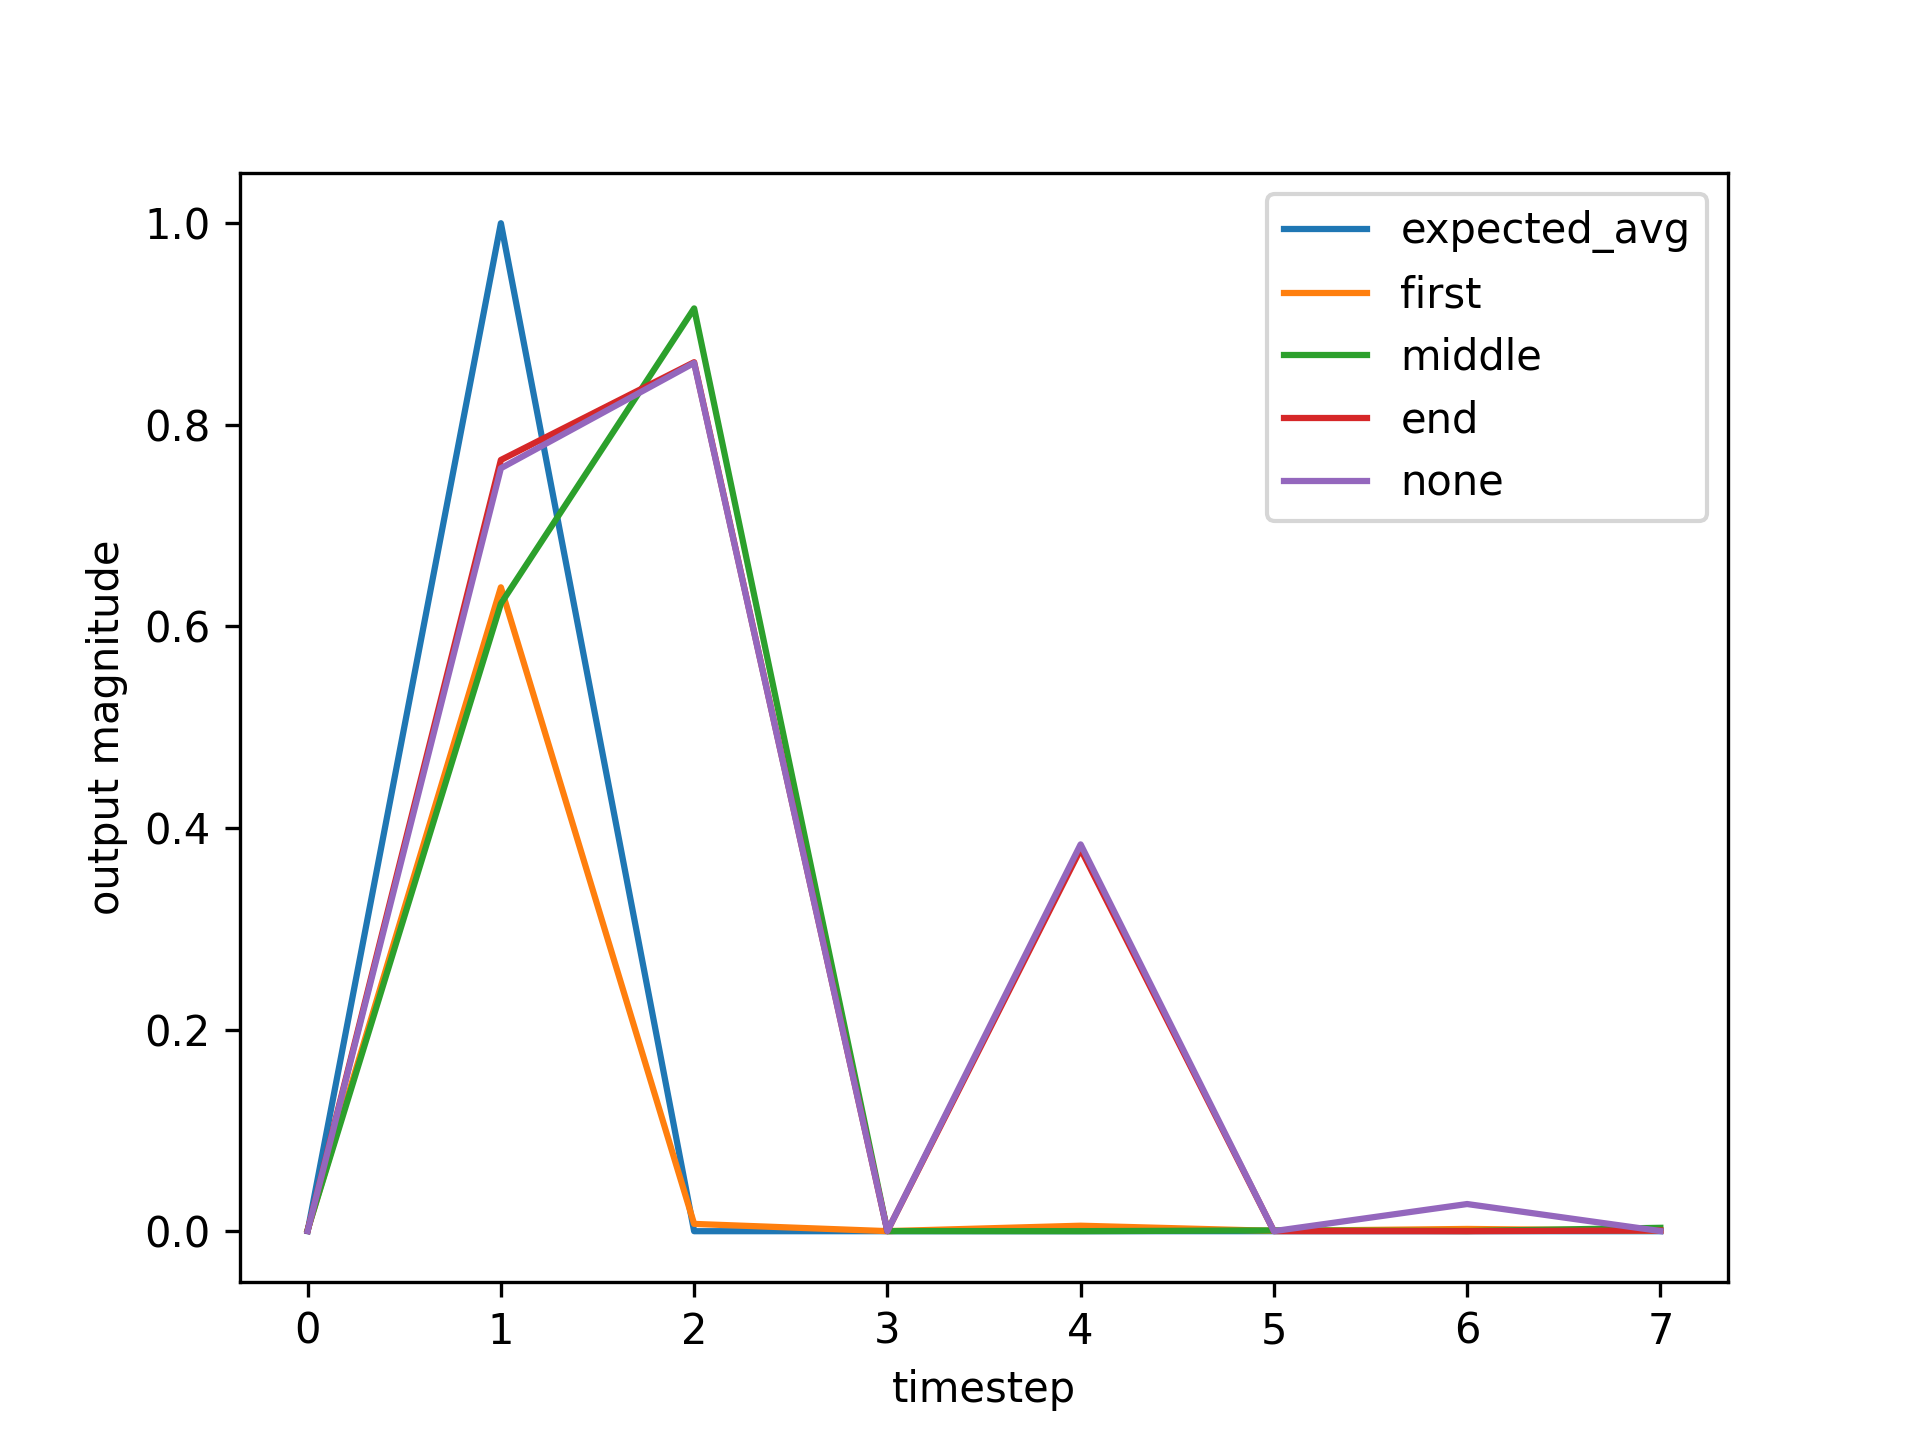 expected_avg
first
middle
end
none
1.0
0.8
0.6
0.4
0.2
0.0
output magnitude
0 1 2 3 4 5 6 7
timestep